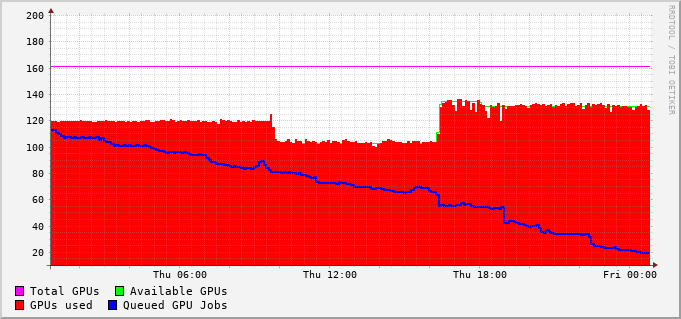 200
180
160
140
120
100
80
60
40
20
Thu 06:00 Thu 12:00 Thu 18:00 Fri 00:00
Total GPUs Available GPUs
GPUs used Queued GPU Jobs
RRDTOOL / TOBI OETIKER